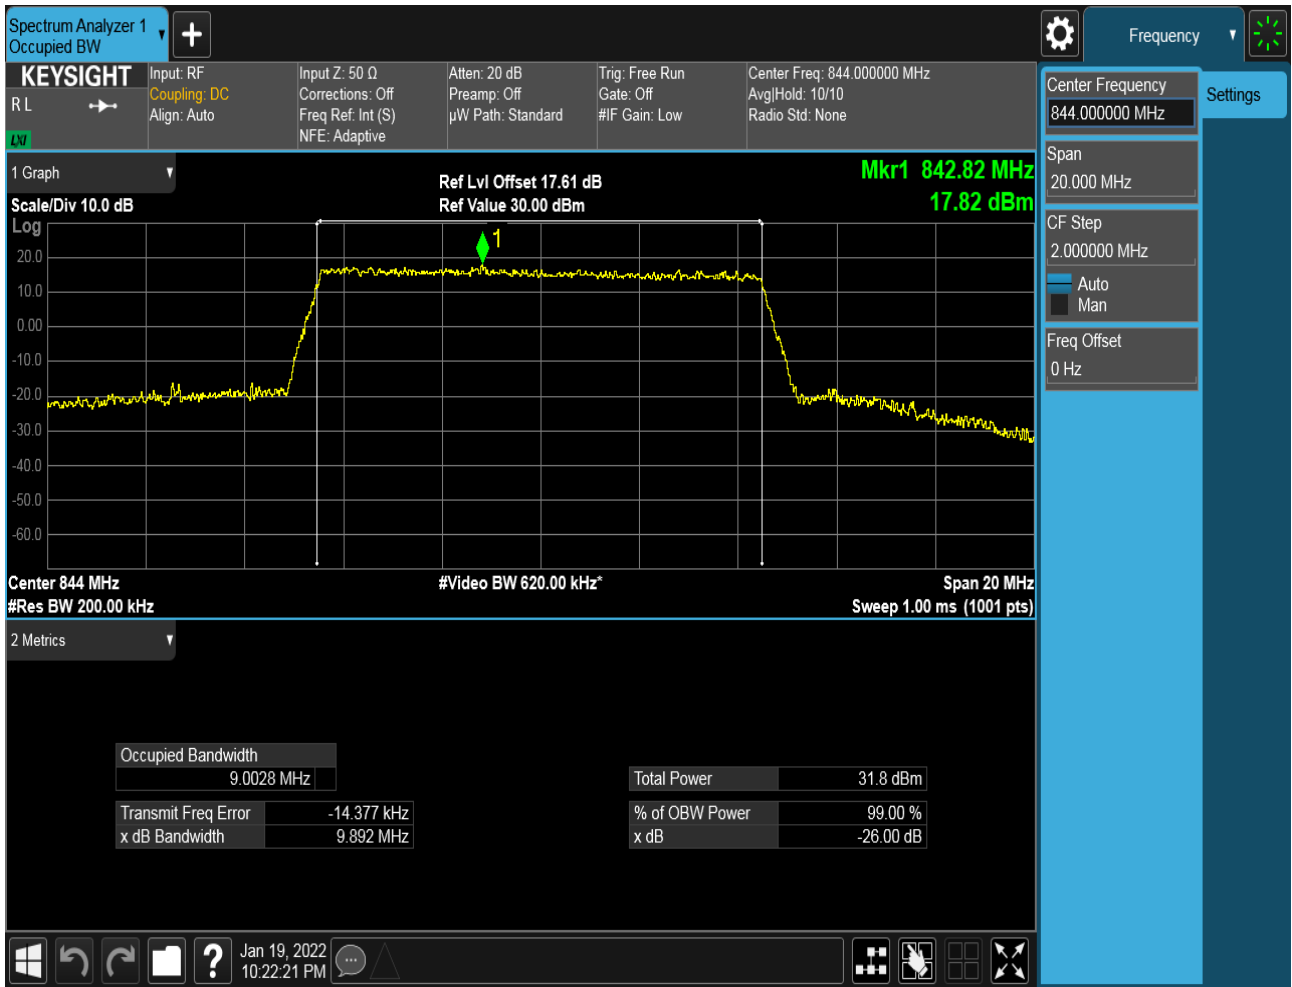 Spectrum Analyzer 1
Occupied BW
Frequency
KEYSIGHT
R L
LXI
Input: RF
Coupling: DC
Align: Auto
Input Z: 50 Ω
Corrections: Off
Freq Ref: Int (S)
NFE: Adaptive
Atten: 20 dB
Preamp: Off
µW Path: Standard
Trig: Free Run
Gate: Off
#IF Gain: Low
Center Freq: 844.000000 MHz
Avg|Hold: 10/10
Radio Std: None
Center Frequency
844.000000 MHz
Settings
Span
20.000 MHz
CF Step
2.000000 MHz
Auto
Man
Freq Offset
0 Hz
1 Graph
Ref Lvl Offset 17.61 dB
Mkr1 842.82 MHz
Scale/Div 10.0 dB
Ref Value 30.00 dBm
17.82 dBm
Log
1
20.0
10.0
0.00
-10.0
-20.0
-30.0
-40.0
-50.0
-60.0
Center 844 MHz
#Video BW 620.00 kHz*
Span 20 MHz
#Res BW 200.00 kHz
Sweep 1.00 ms (1001 pts)
2 Metrics
Occupied Bandwidth
9.0028 MHz
Total Power 31.8 dBm
Transmit Freq Error -14.377 kHz
% of OBW Power 99.00 %
x dB Bandwidth 9.892 MHz
x dB -26.00 dB
Jan 19, 2022
10:22:21 PM